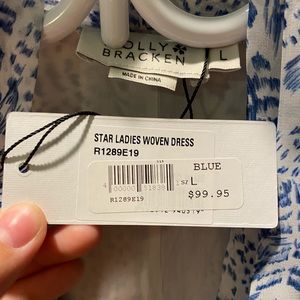 OLLY
BRACKEN
L
MADE IN CHINA
STAR LADIES WOVEN DRESS
R1289E19
BLUE
SZ L
$99.95
R1289E19